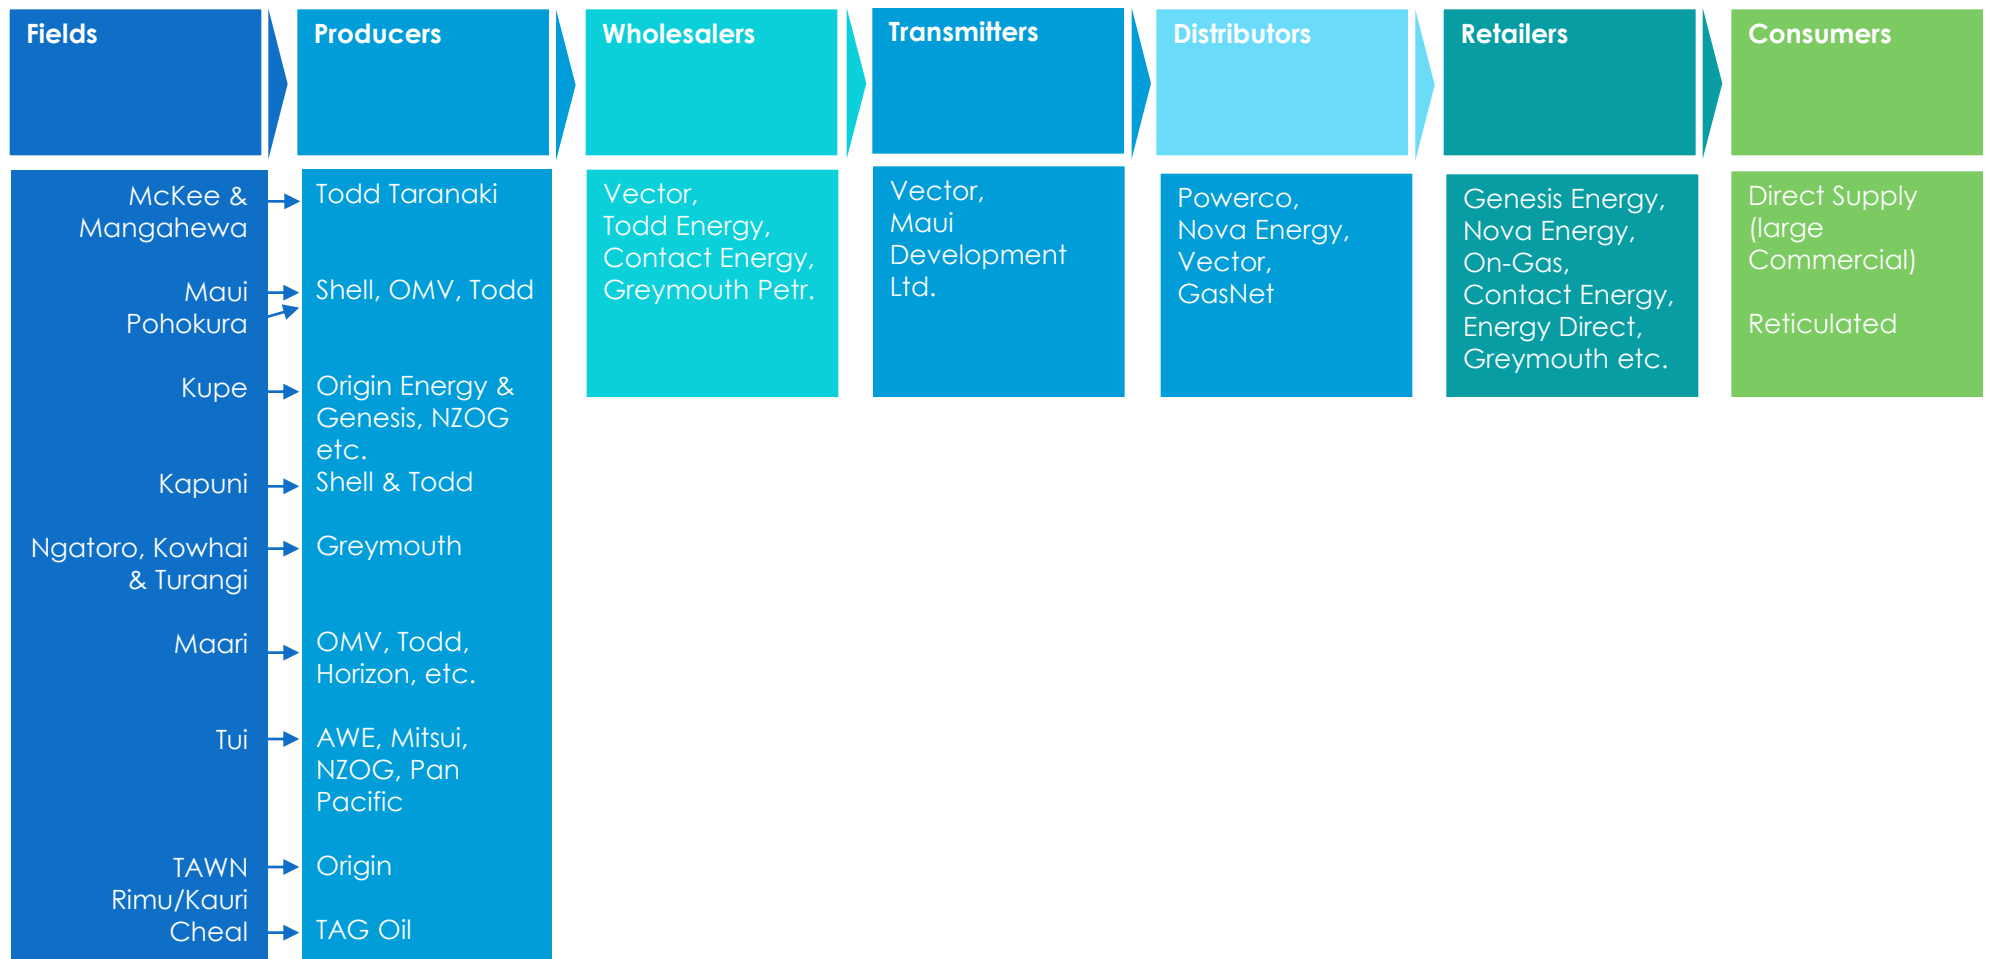 Fields
Producers
Wholesalers
Transmitters
Distributors
Retailers
Consumers
McKee &
Mangahewa
Maui
Pohokura
Kupe
Kapuni
Ngatoro, Kowhai
& Turangi
Maari
Tui
TAWN
Rimu/Kauri
Cheal
Todd Taranaki
Shell, OMV, Todd
Origin Energy &
Genesis, NZOG
etc.
Shell & Todd
Greymouth
OMV, Todd,
Horizon, etc.
AWE, Mitsui,
NZOG, Pan
Pacific
Origin
TAG Oil
Vector,
Todd Energy,
Contact Energy,
Greymouth Petr.
Vector,
Maui
Development
Ltd.
Powerco,
Nova Energy,
Vector,
GasNet
Genesis Energy,
Nova Energy,
On-Gas,
Contact Energy,
Energy Direct,
Greymouth etc.
Direct Supply
(large
Commercial)
Reticulated